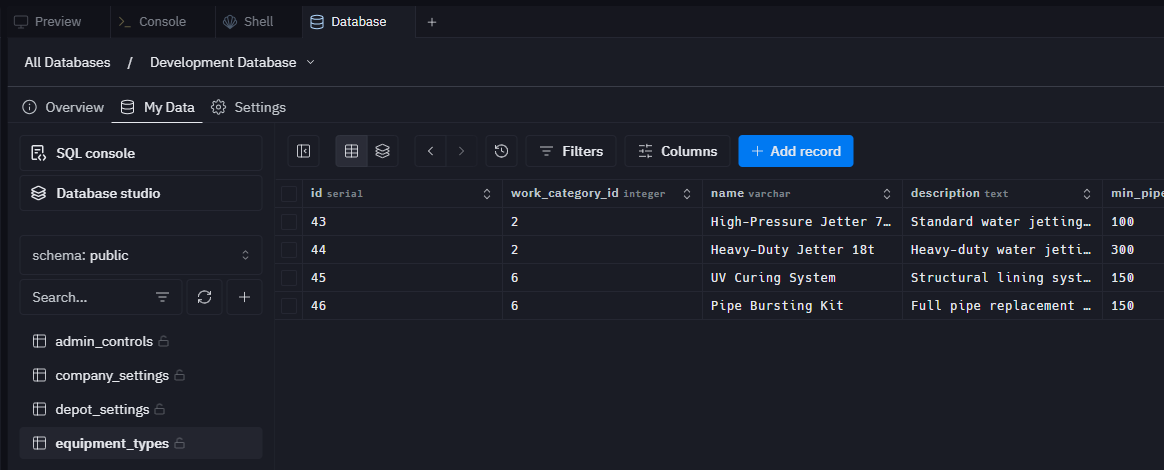 Preview Console Shell Database
All Databases / Development Database
Overview My Data Settings
SQL console
Database studio
schema: public
Search...
admin_controls
company_settings
depot_settings
equipment_types
Filters Columns + Add record
id serial work_category_id integer name varchar description text min_pipe
43 2 High-Pressure Jetter 7… Standard water jetting… 100
44 2 Heavy-Duty Jetter 18t Heavy-duty water jetti… 300
45 6 UV Curing System Structural lining syst… 150
46 6 Pipe Bursting Kit Full pipe replacement … 150